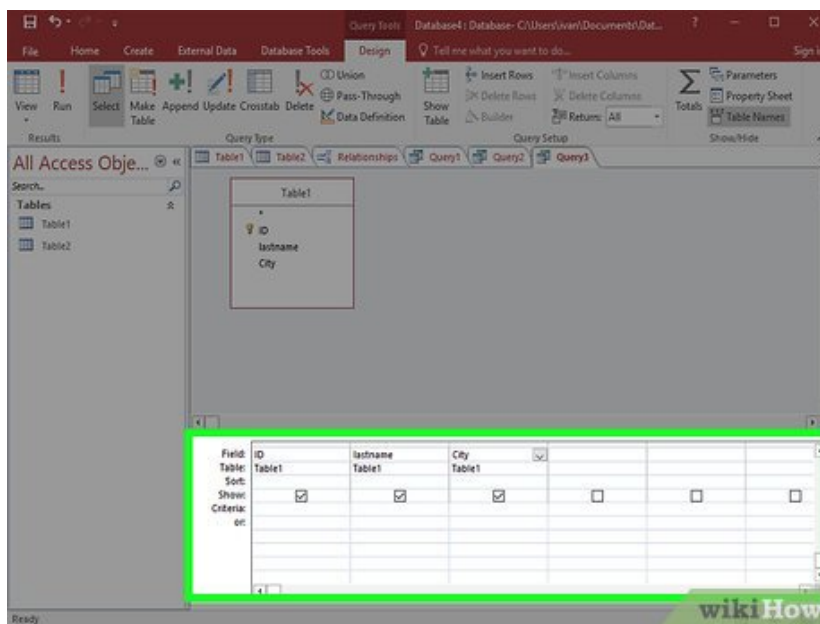 Query Tools Database4 : Database- C:\Users\ivan\Documents\Dat... ?
File Home Create External Data Database Tools Design Tell me what you want to do... Sign i
View Run Select Make Table Append Update Crosstab Delete
Union
Pass-Through
Data Definition
Show Table
Insert Rows
Delete Rows
Builder
Insert Columns
Delete Columns
Return: All
Totals
Parameters
Property Sheet
Table Names
Results Query Type Query Setup Show/Hide
All Access Obje... «
Search..
Tables
Table1
Table2
Table1 Table2 Relationships Query1 Query2 Query3
Table1
*
ID
lastname
City
Field: ID lastname City
Table: Table1 Table1 Table1
Sort:
Show:
Criteria:
or:
Ready
wikiHow